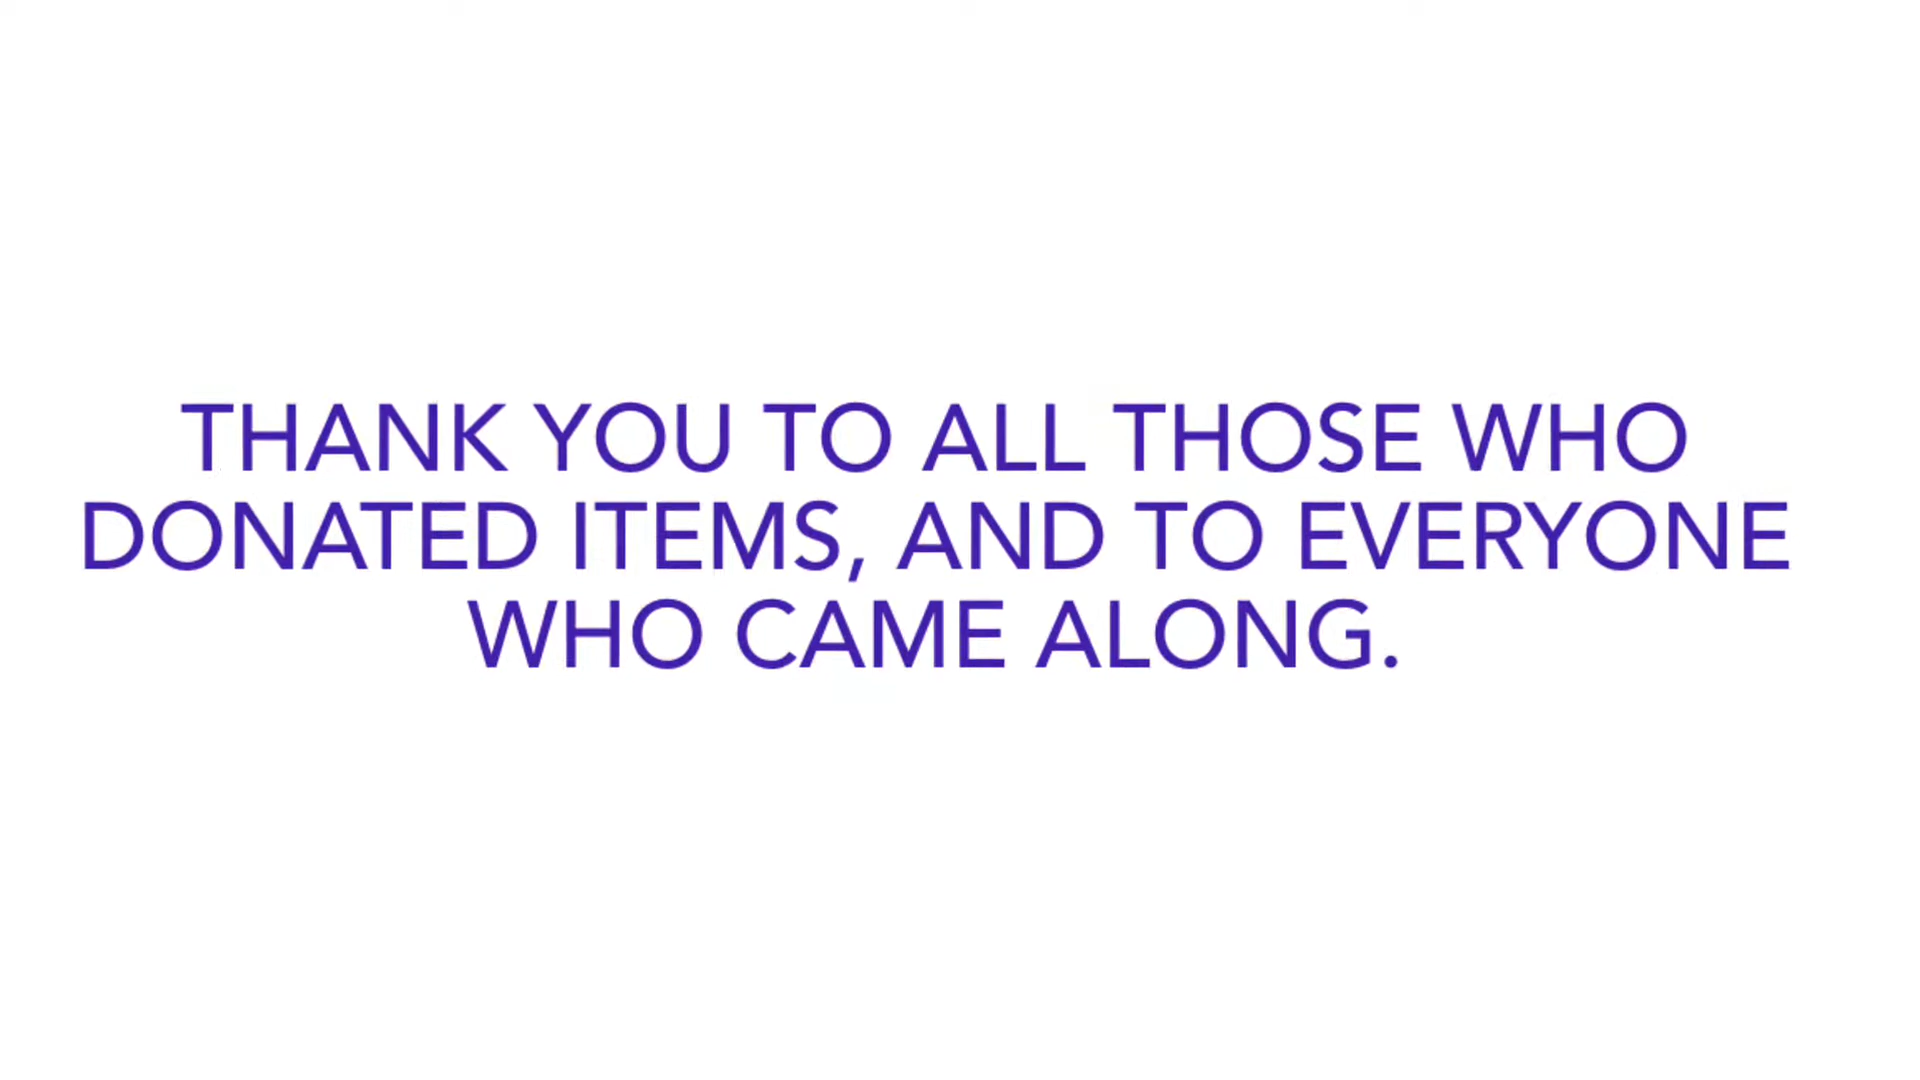 THANK YOU TO ALL THOSE WHO
DONATED ITEMS, AND TO EVERYONE
WHO CAME ALONG.